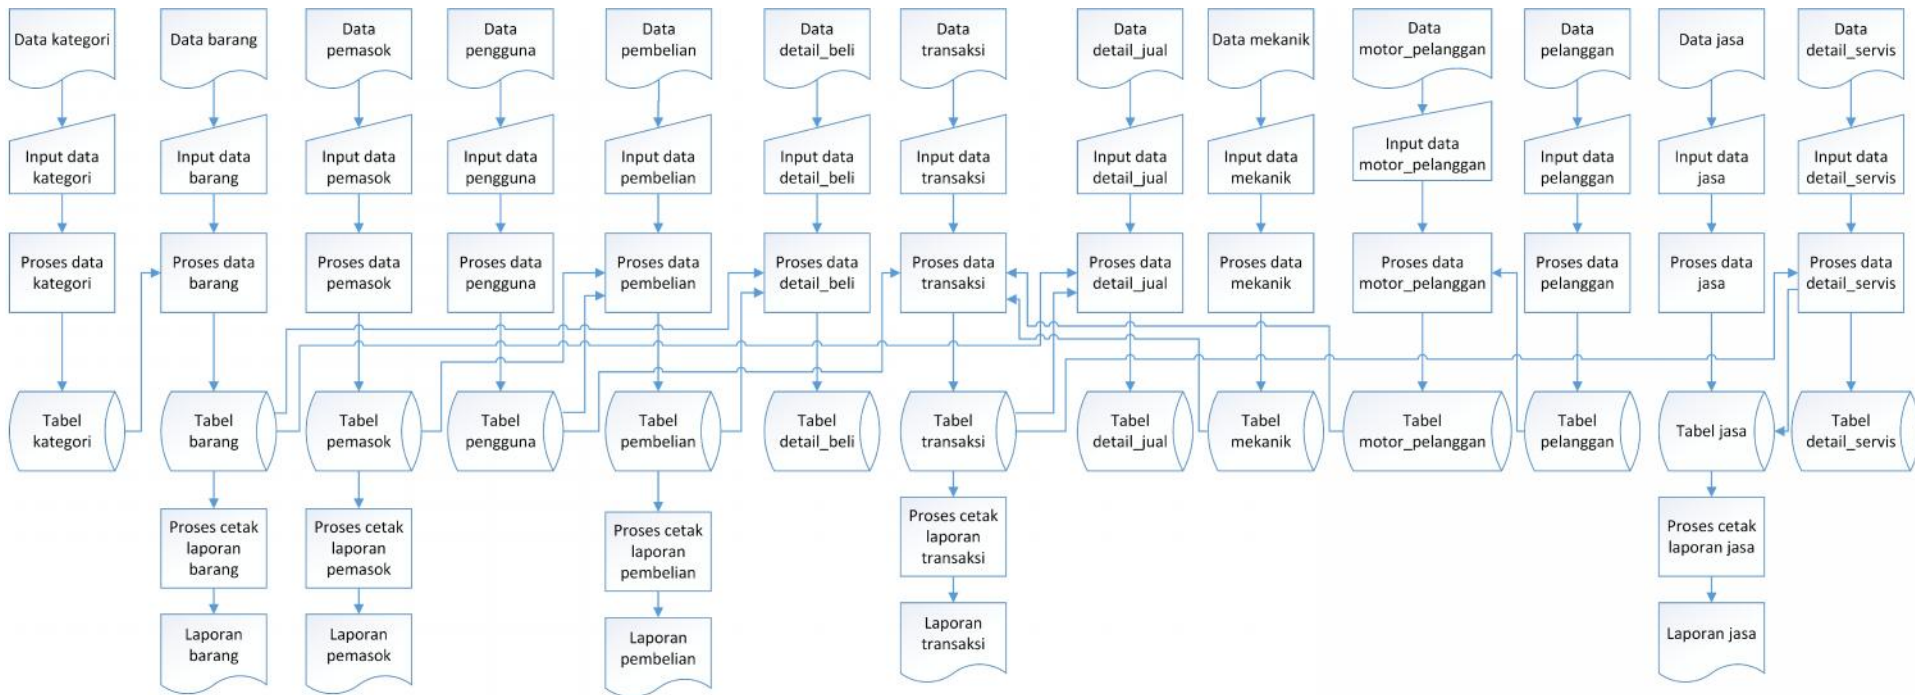 Data kategori
Data barang
Data
pemasok
Data
pengguna
Data
pembelian
Data
detail_beli
Data
transaksi
Data
detail_jual
Data mekanik
Data
motor_pelanggan
Data
pelanggan
Data jasa
Data
detail_servis
Input data
kategori
Input data
barang
Input data
pemasok
Input data
pengguna
Input data
pembelian
Input data
detail_beli
Input data
transaksi
Input data
detail_jual
Input data
mekanik
Input data
motor_pelanggan
Input data
pelanggan
Input data
jasa
Input data
detail_servis
Proses data
kategori
Proses data
barang
Proses data
pemasok
Proses data
pengguna
Proses data
pembelian
Proses data
detail_beli
Proses data
transaksi
Proses data
detail_jual
Proses data
mekanik
Proses data
motor_pelanggan
Proses data
pelanggan
Proses data
jasa
Proses data
detail_servis
Tabel
kategori
Tabel
barang
Tabel
pemasok
Tabel
pengguna
Tabel
pembelian
Tabel
detail_beli
Tabel
transaksi
Tabel
detail_jual
Tabel
mekanik
Tabel
motor_pelanggan
Tabel
pelanggan
Tabel jasa
Tabel
detail_servis
Proses cetak
laporan
barang
Proses cetak
laporan
pemasok
Proses cetak
laporan
pembelian
Proses cetak
laporan
transaksi
Proses cetak
laporan jasa
Laporan
barang
Laporan
pemasok
Laporan
pembelian
Laporan
transaksi
Laporan jasa